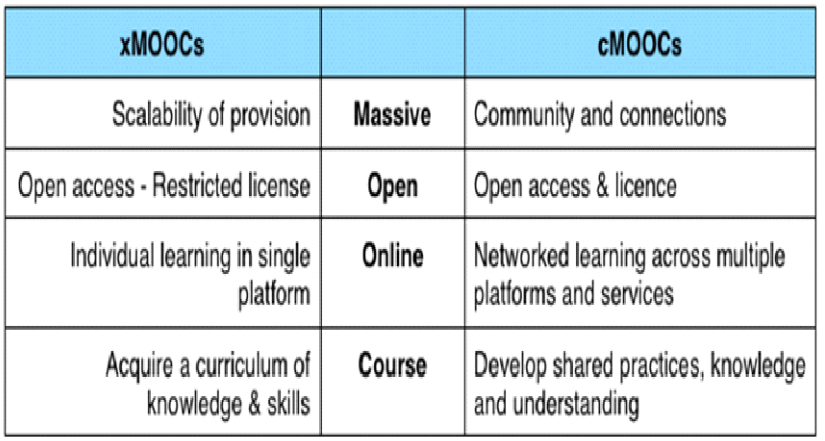 xMOOCs cMOOCs
Scalability of provision Massive Community and connections
Open access - Restricted license Open Open access & licence
Individual learning in single Online Networked learning across multiple
platform platforms and services
Acquire a curriculum of Course Develop shared practices, knowledge
knowledge & skills and understanding